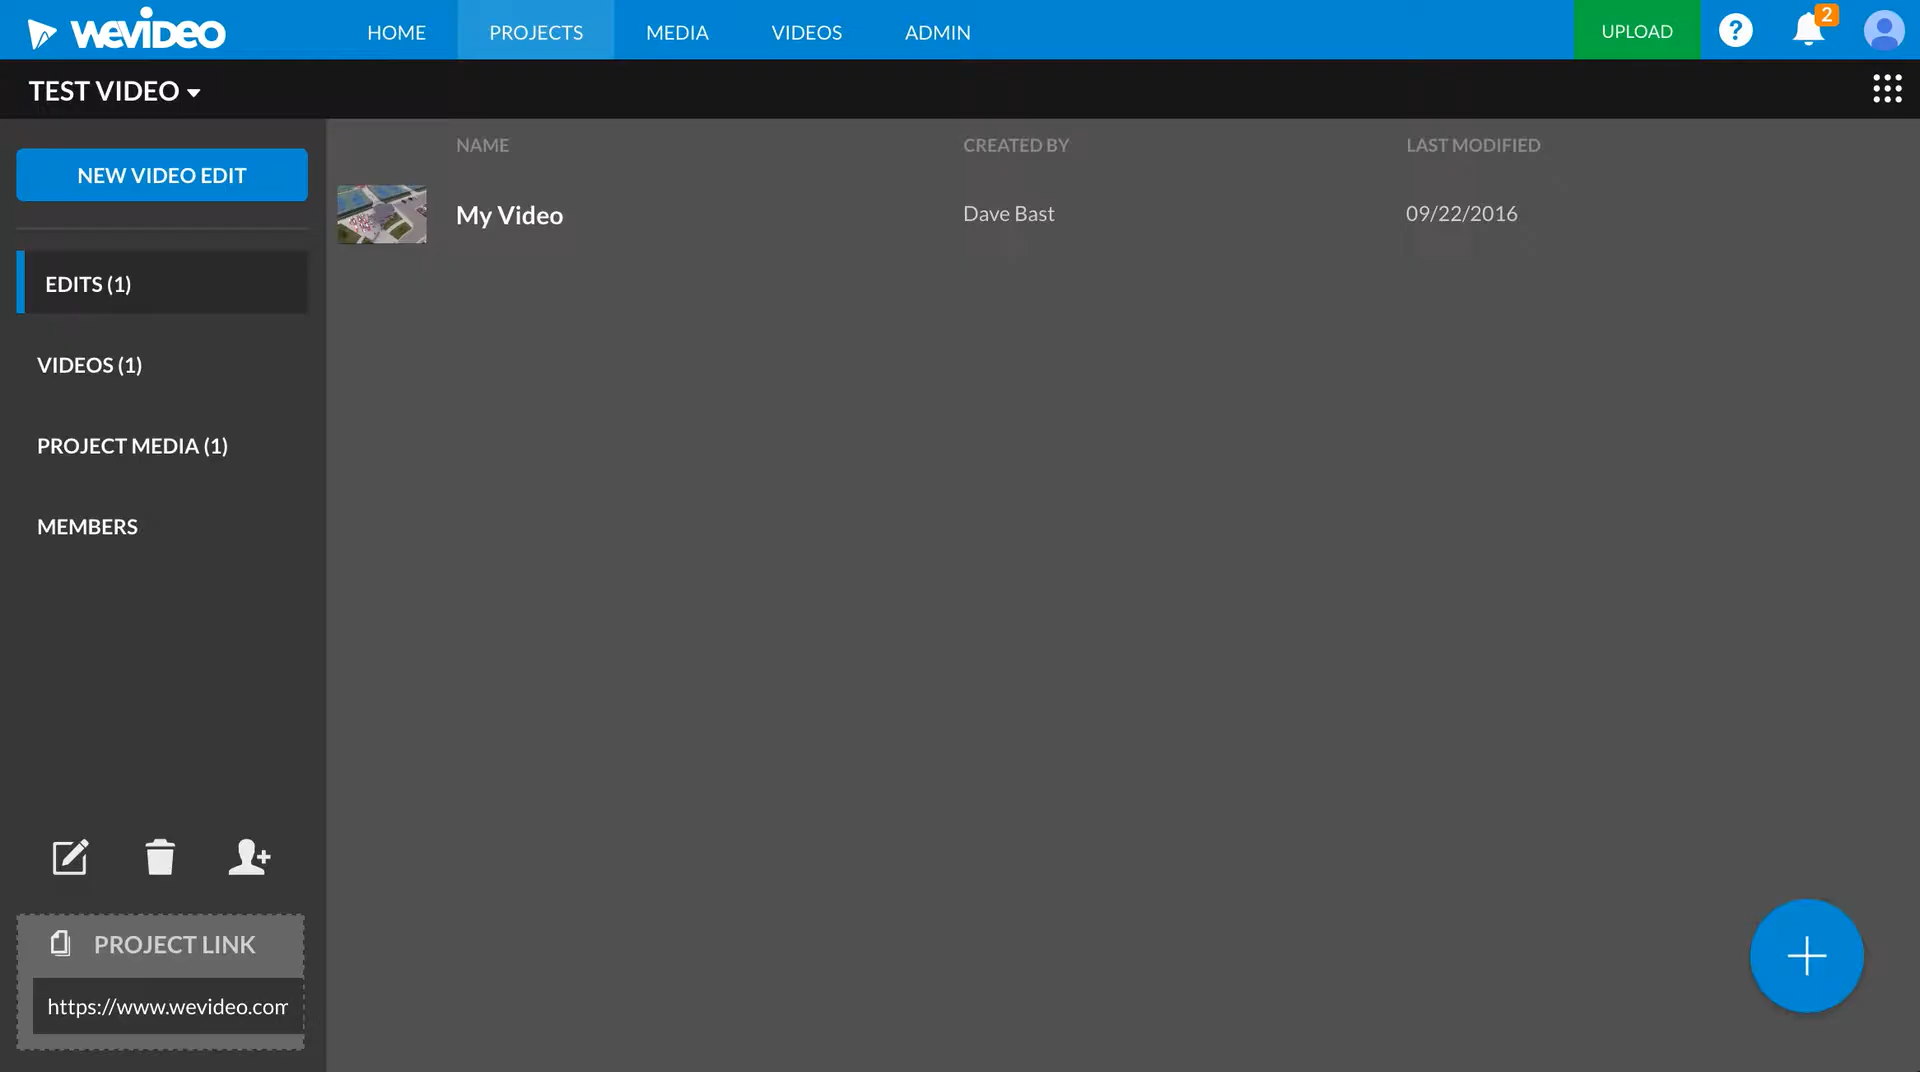 WEVIDEO
HOME
PROJECTS
MEDIA
VIDEOS
ADMIN
UPLOAD
?
2
TEST VIDEO
NEW VIDEO EDIT
NAME
CREATED BY
LAST MODIFIED
My Video
Dave Bast
09/22/2016
EDITS (1)
VIDEOS (1)
PROJECT MEDIA (1)
MEMBERS
PROJECT LINK
https://www.wevideo.com